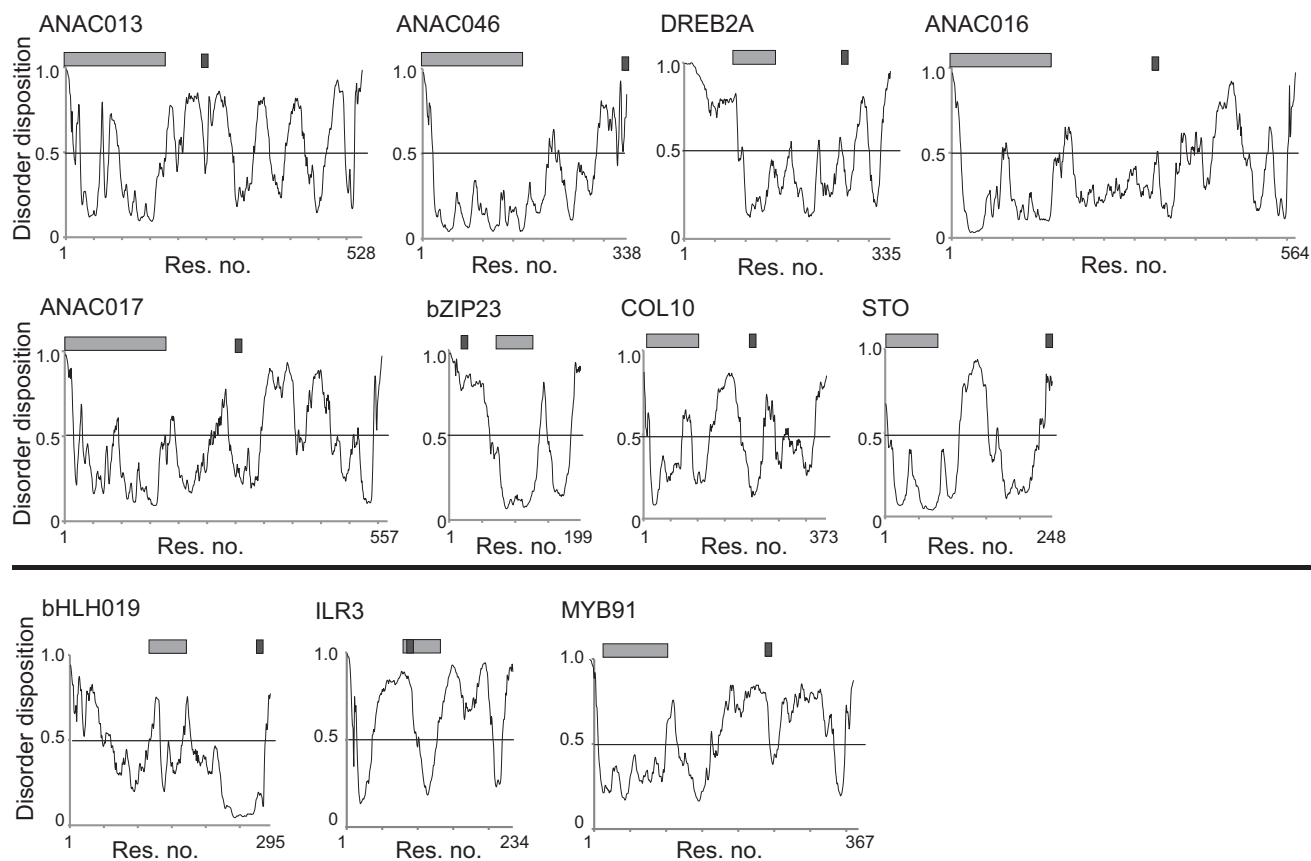 ANAC013 ANAC046 DREB2A ANAC016
Disorder disposition
1.0 1.0 1.0 1.0
0.5 0.5 0.5 0.5
0 0 0 0
1 528 1 338 1 335 1 564
Res. no. Res. no. Res. no. Res. no.
ANAC017 bZIP23 COL10 STO
Disorder disposition
1.0 1.0 1.0 1.0
0.5 0.5 0.5 0.5
0 0 0 0
1 557 1 199 1 373 1 248
Res. no. Res. no. Res. no. Res. no.
bHLH019 ILR3 MYB91
Disorder disposition
1.0 1.0 1.0
0.5 0.5 0.5
0 0 0
1 295 1 234 1 367
Res. no. Res. no. Res. no.